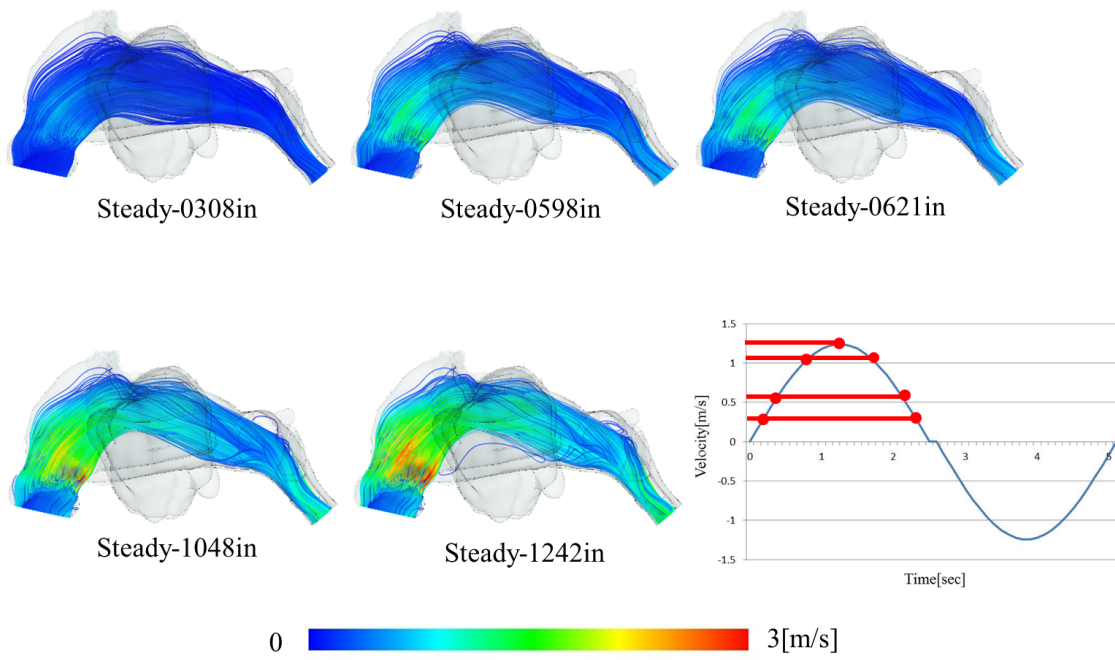 Steady-0308in
Steady-0598in
Steady-0621in
Steady-1048in
Steady-1242in
1.5
1
0.5
0
-0.5
-1
-1.5
0 1 2 3 4 5
Velocity[m/s]
Time[sec]
0 3[m/s]